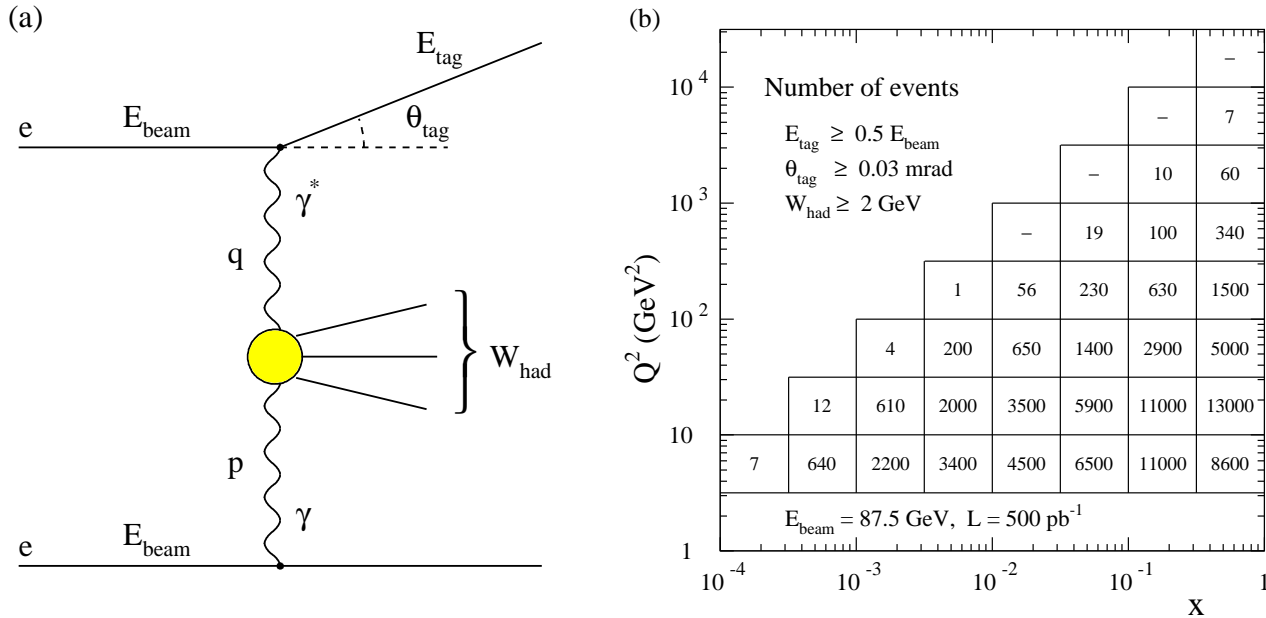 (a)
E_tag
E_beam
θ_tag
e
γ*
q
W_had
p
γ
E_beam
e
(b)
Number of events
E_tag ≥ 0.5 E_beam
θ_tag ≥ 0.03 mrad
W_had ≥ 2 GeV
–
– 7
– 10 60
– 19 100 340
1 56 230 630 1500
4 200 650 1400 2900 5000
12 610 2000 3500 5900 11000 13000
7 640 2200 3400 4500 6500 11000 8600
E_beam = 87.5 GeV, L = 500 pb^-1
Q^2 (GeV^2)
10^4
10^3
10^2
10
1
10^-4 10^-3 10^-2 10^-1 1
x